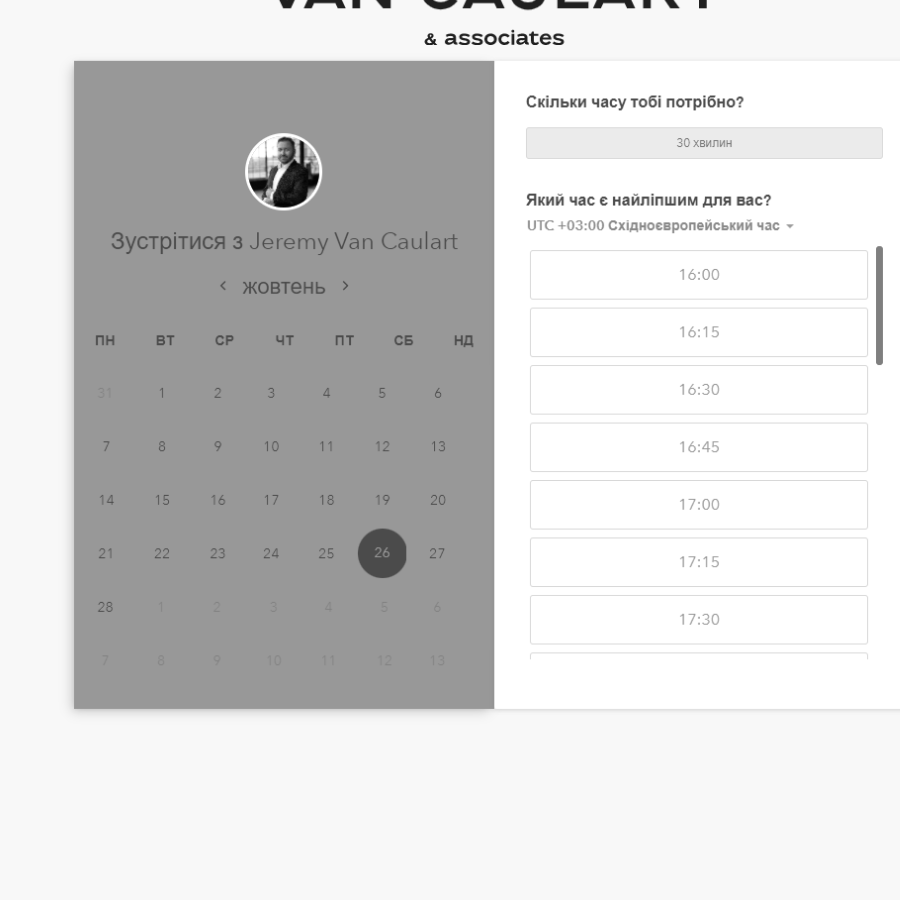 VAN CAULART
& associates
Зустрітися з Jeremy Van Caulart
жовтень
ПН ВТ СР ЧТ ПТ СБ НД
31 1 2 3 4 5 6
7 8 9 10 11 12 13
14 15 16 17 18 19 20
21 22 23 24 25 26 27
28 1 2 3 4 5 6
7 8 9 10 11 12 13
Скільки часу тобі потрібно?
30 хвилин
Який час є найліпшим для вас?
UTC +03:00 Східноєвропейський час
16:00
16:15
16:30
16:45
17:00
17:15
17:30